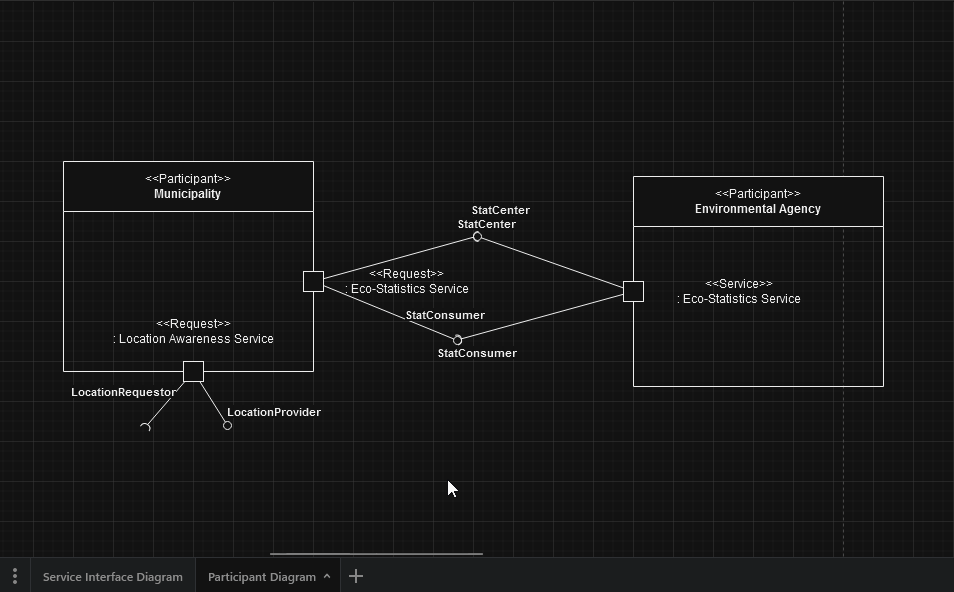 <<Participant>>
Municipality
<<Participant>>
Environmental Agency
StatCenter
StatCenter
<<Request>>
: Eco-Statistics Service
<<Service>>
: Eco-Statistics Service
StatConsumer
StatConsumer
<<Request>>
: Location Awareness Service
LocationRequestor
LocationProvider
Service Interface Diagram
Participant Diagram